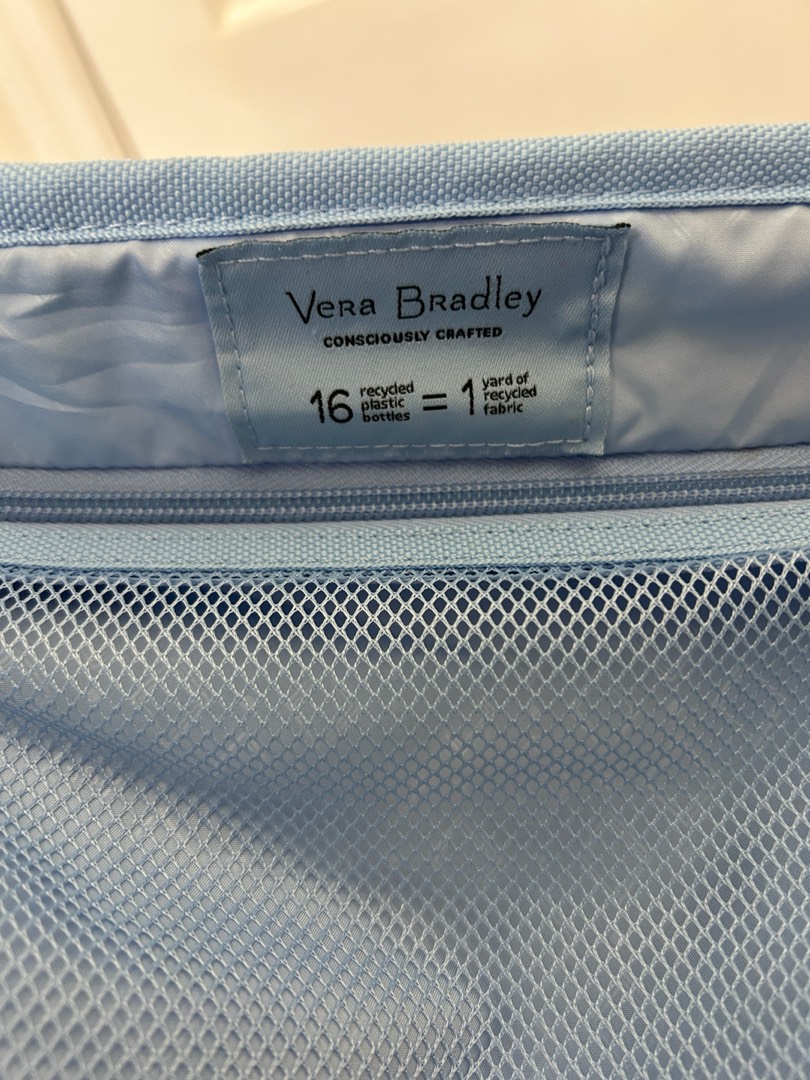 Vera Bradley
CONSCIOUSLY CRAFTED
16 recycled plastic bottles = 1 yard of recycled fabric